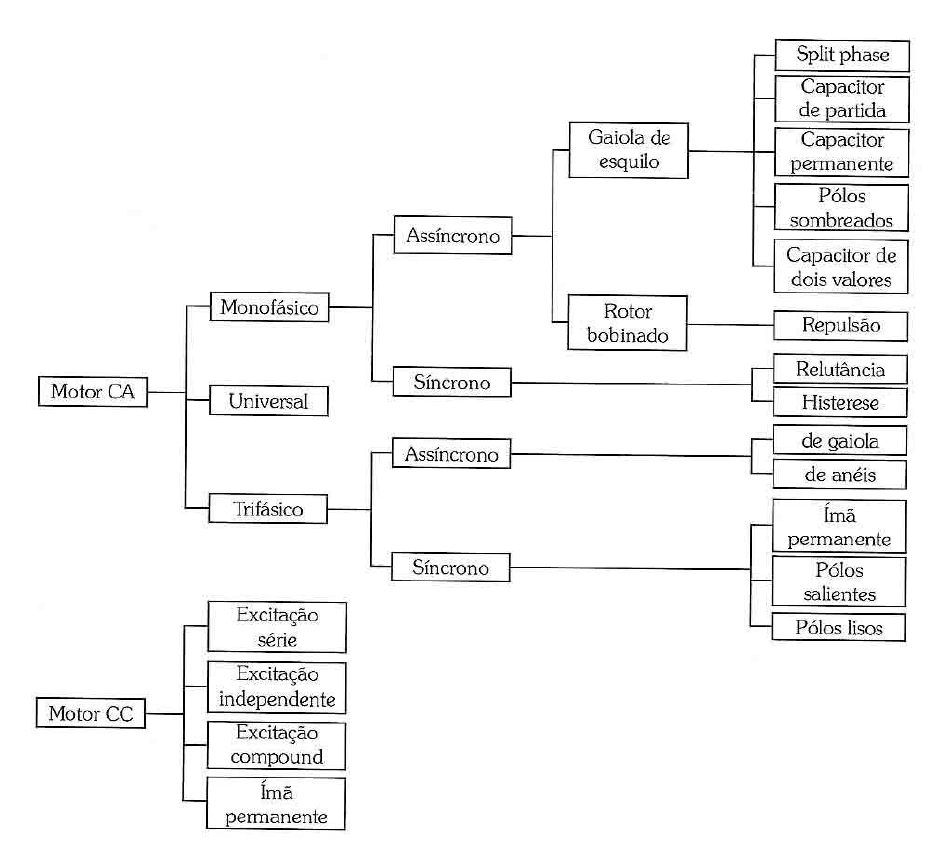 Split phase
Capacitor
de partida
Gaiola de
esquilo
Capacitor
permanente
Pólos
sombreados
Assíncrono
Capacitor de
dois valores
Monofásico
Rotor
bobinado
Repulsão
Relutância
Síncrono
Motor CA
Universal
Histerese
de gaiola
Assíncrono
de anéis
Trifásico
Ímã
permanente
Síncrono
Pólos
salientes
Pólos lisos
Excitação
série
Excitação
independente
Motor CC
Excitação
compound
Ímã
permanente